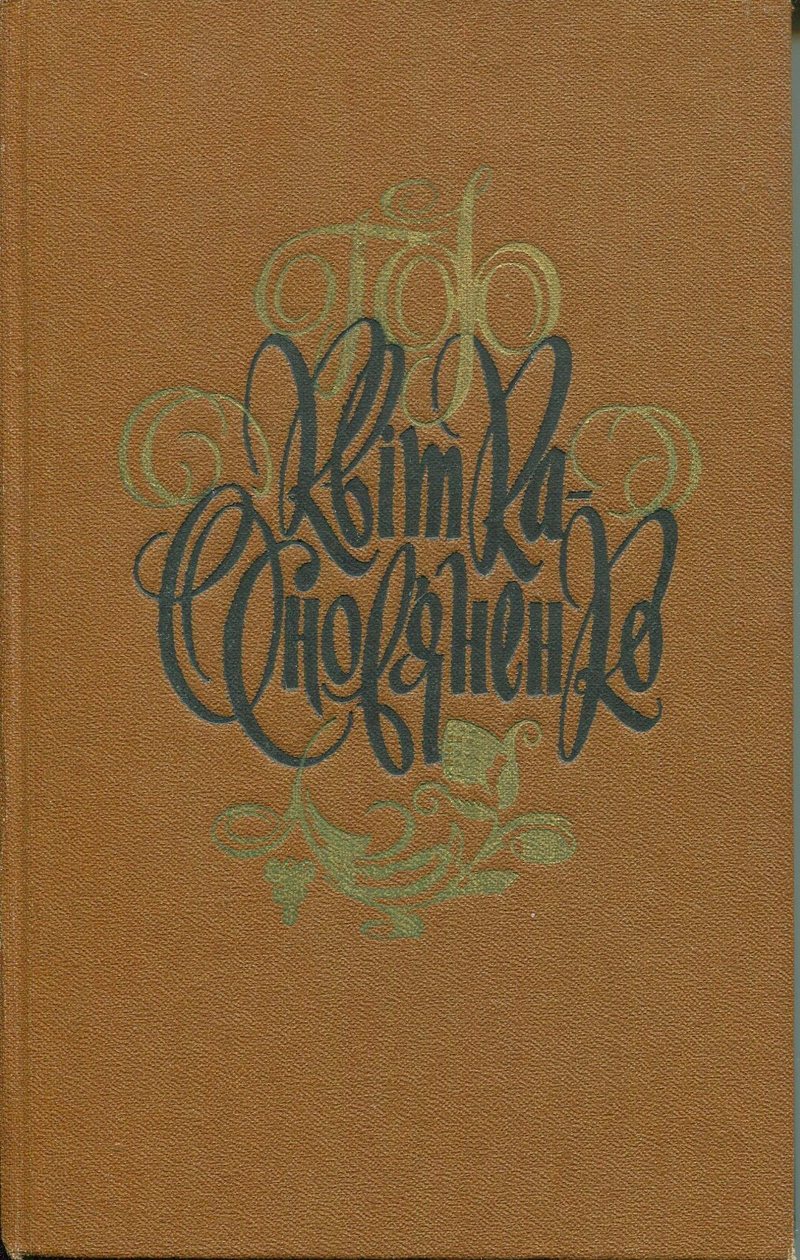 Г Ф
Квітка-
Основ'яненко